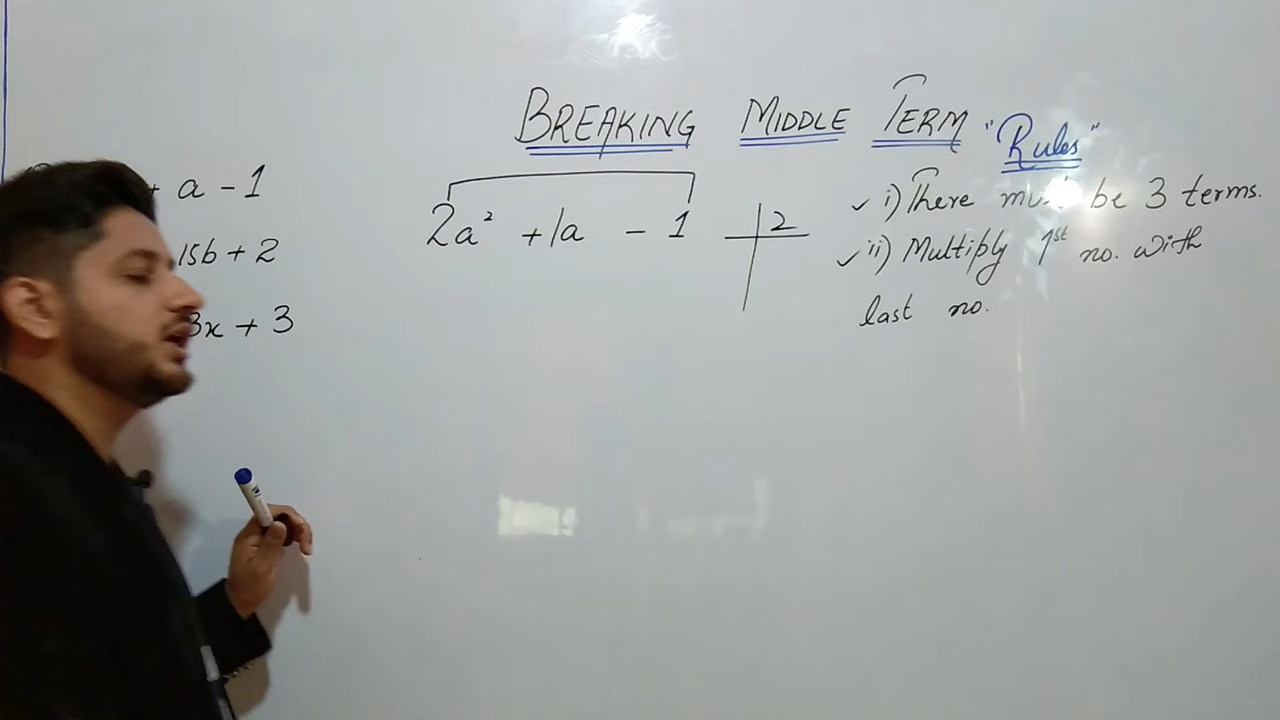 BREAKING MIDDLE TERM
"Rules"
+ a - 1
15b + 2
3x + 3
2a² + 1a - 1
2
i) There must be 3 terms.
ii) Multiply 1st no. with
last no.